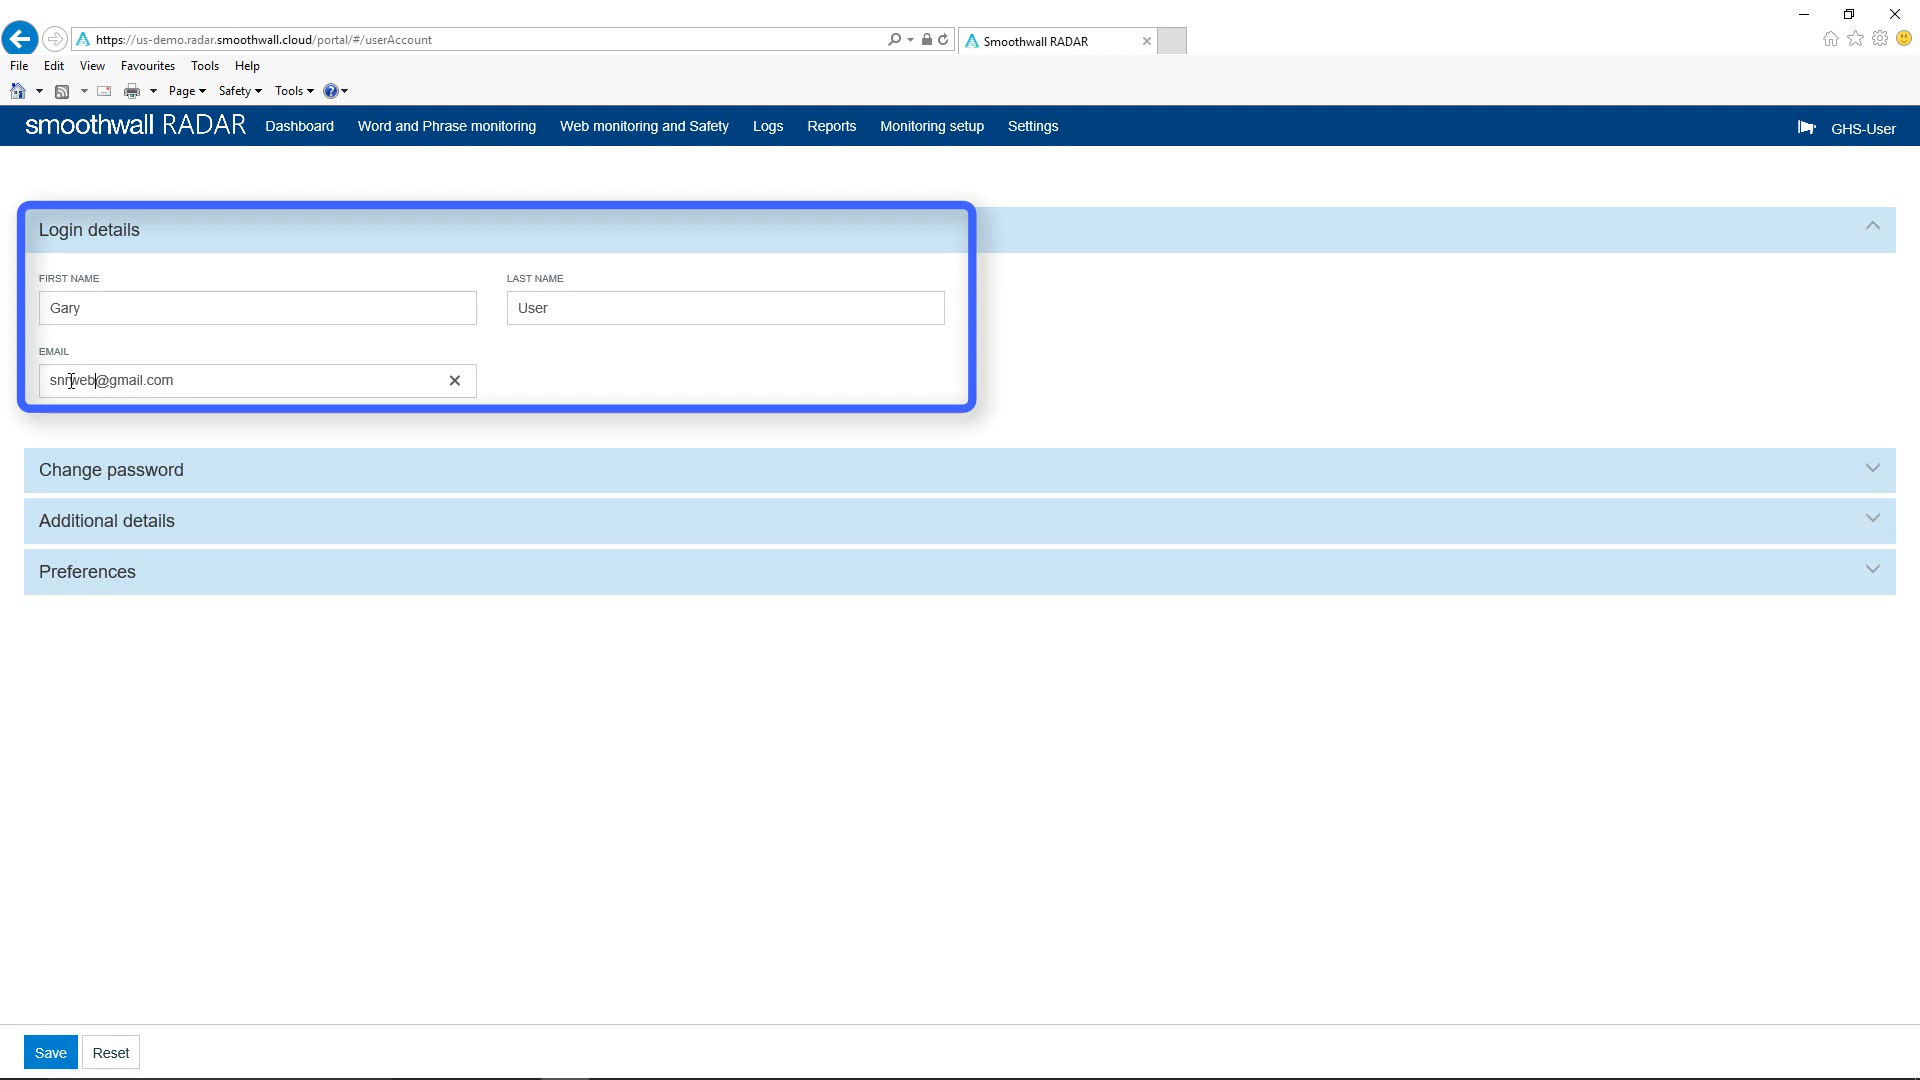 https://us-demo.radar.smoothwall.cloud/portal/#/userAccount
Smoothwall RADAR
File Edit View Favourites Tools Help
Page Safety Tools
smoothwall RADAR Dashboard Word and Phrase monitoring Web monitoring and Safety Logs Reports Monitoring setup Settings GHS-User
Login details
FIRST NAME LAST NAME
Gary User
EMAIL
@gmail.com
Change password
Additional details
Preferences
Save Reset